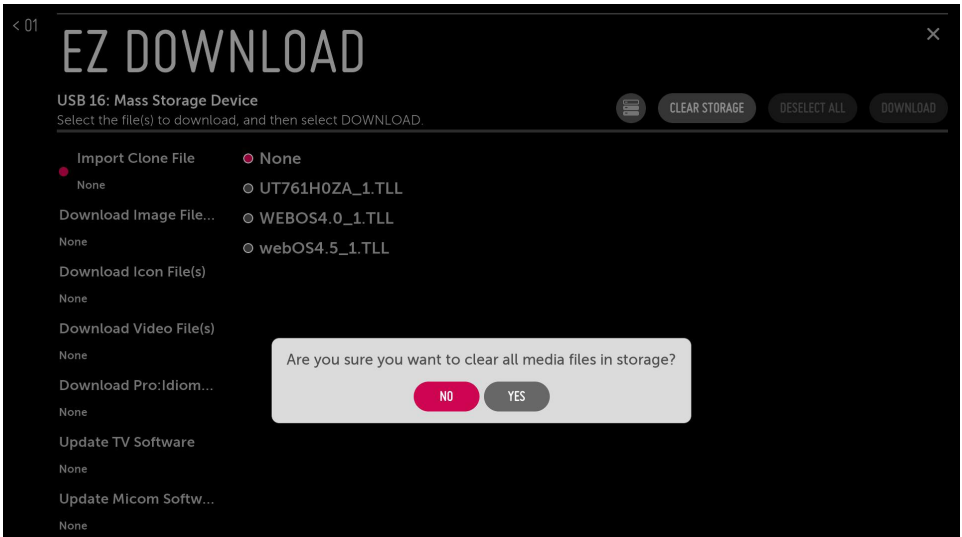 < 01
EZ DOWNLOAD
×
USB 16: Mass Storage Device
Select the file(s) to download, and then select DOWNLOAD.
CLEAR STORAGE
DESELECT ALL
DOWNLOAD
Import Clone File
None
Download Image File...
None
Download Icon File(s)
None
Download Video File(s)
None
Download Pro:Idiom...
None
Update TV Software
None
Update Micom Softw...
None
None
UT761H0ZA_1.TLL
WEBOS4.0_1.TLL
webOS4.5_1.TLL
Are you sure you want to clear all media files in storage?
NO
YES